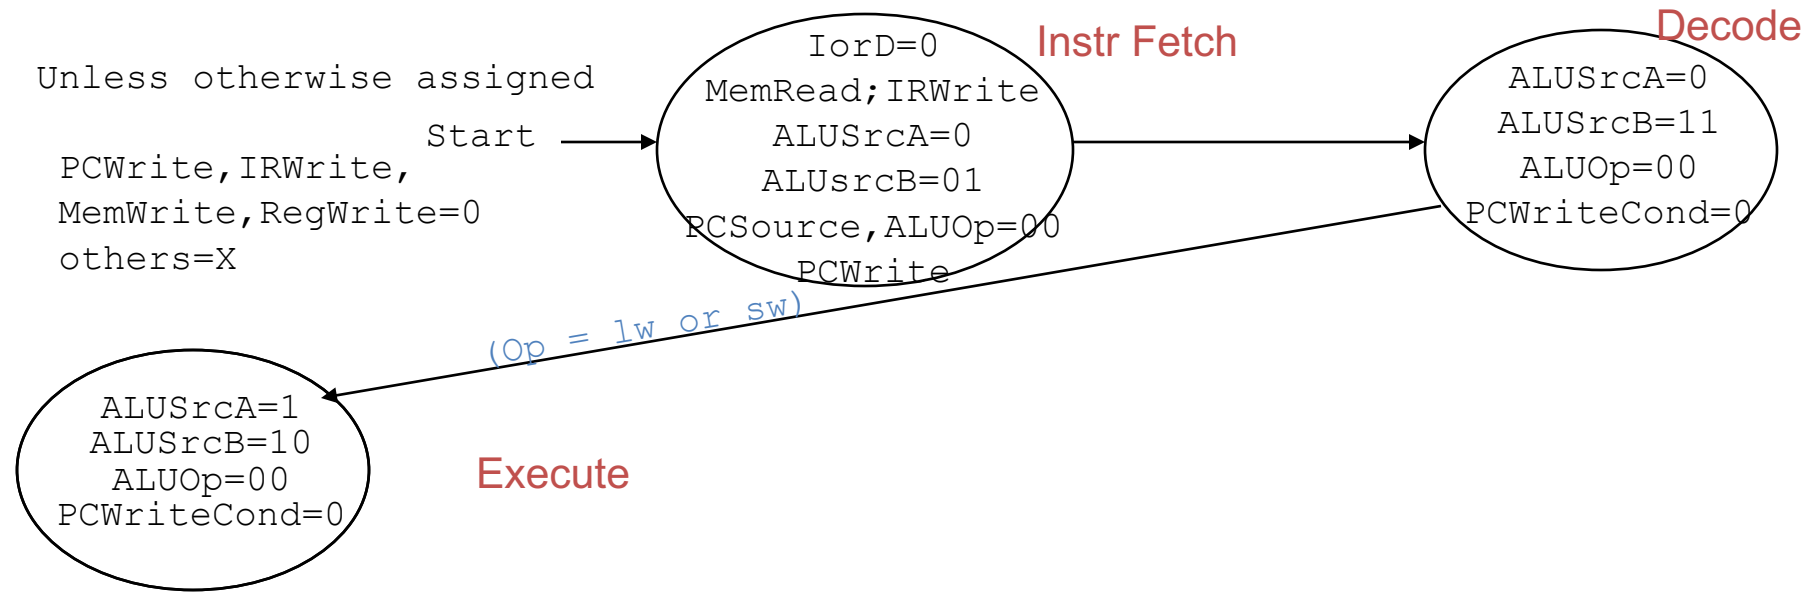 Unless otherwise assigned
PCWrite,IRWrite,
MemWrite,RegWrite=0
others=X
Start
IorD=0
MemRead;IRWrite
ALUSrcA=0
ALUsrcB=01
PCSource,ALUOp=00
PCWrite
Instr Fetch
Decode
ALUSrcA=0
ALUSrcB=11
ALUOp=00
PCWriteCond=0
(Op = lw or sw)
ALUSrcA=1
ALUSrcB=10
ALUOp=00
PCWriteCond=0
Execute